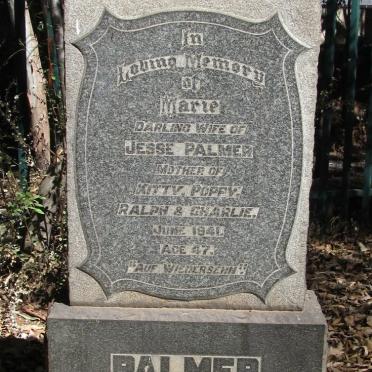 In
Loving Memory
of
Marie,
DARLING WIFE OF
JESSE PALMER
MOTHER OF
KITTY, POPPY,
RALPH & CHARLIE.
JUNE 1941.
AGE 47.
"AUF WIEDERSEHN"
PALMER